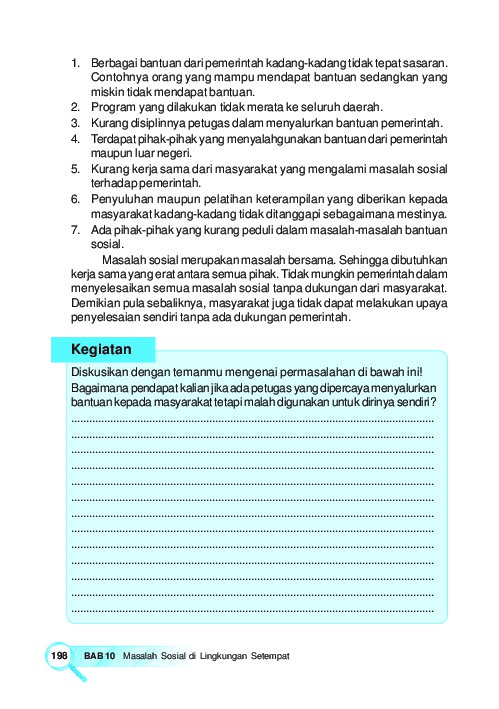 1. Berbagai bantuan dari pemerintah kadang-kadang tidak tepat sasaran.
Contohnya orang yang mampu mendapat bantuan sedangkan yang
miskin tidak mendapat bantuan.
2. Program yang dilakukan tidak merata ke seluruh daerah.
3. Kurang disiplinnya petugas dalam menyalurkan bantuan pemerintah.
4. Terdapat pihak-pihak yang menyalahgunakan bantuan dari pemerintah
maupun luar negeri.
5. Kurang kerja sama dari masyarakat yang mengalami masalah sosial
terhadap pemerintah.
6. Penyuluhan maupun pelatihan keterampilan yang diberikan kepada
masyarakat kadang-kadang tidak ditanggapi sebagaimana mestinya.
7. Ada pihak-pihak yang kurang peduli dalam masalah-masalah bantuan
sosial.
Masalah sosial merupakan masalah bersama. Sehingga dibutuhkan
kerja sama yang erat antara semua pihak. Tidak mungkin pemerintah dalam
menyelesaikan semua masalah sosial tanpa dukungan dari masyarakat.
Demikian pula sebaliknya, masyarakat juga tidak dapat melakukan upaya
penyelesaian sendiri tanpa ada dukungan pemerintah.
Kegiatan
Diskusikan dengan temanmu mengenai permasalahan di bawah ini!
Bagaimana pendapat kalian jika ada petugas yang dipercaya menyalurkan
bantuan kepada masyarakat tetapi malah digunakan untuk dirinya sendiri?
198 BAB 10 Masalah Sosial di Lingkungan Setempat